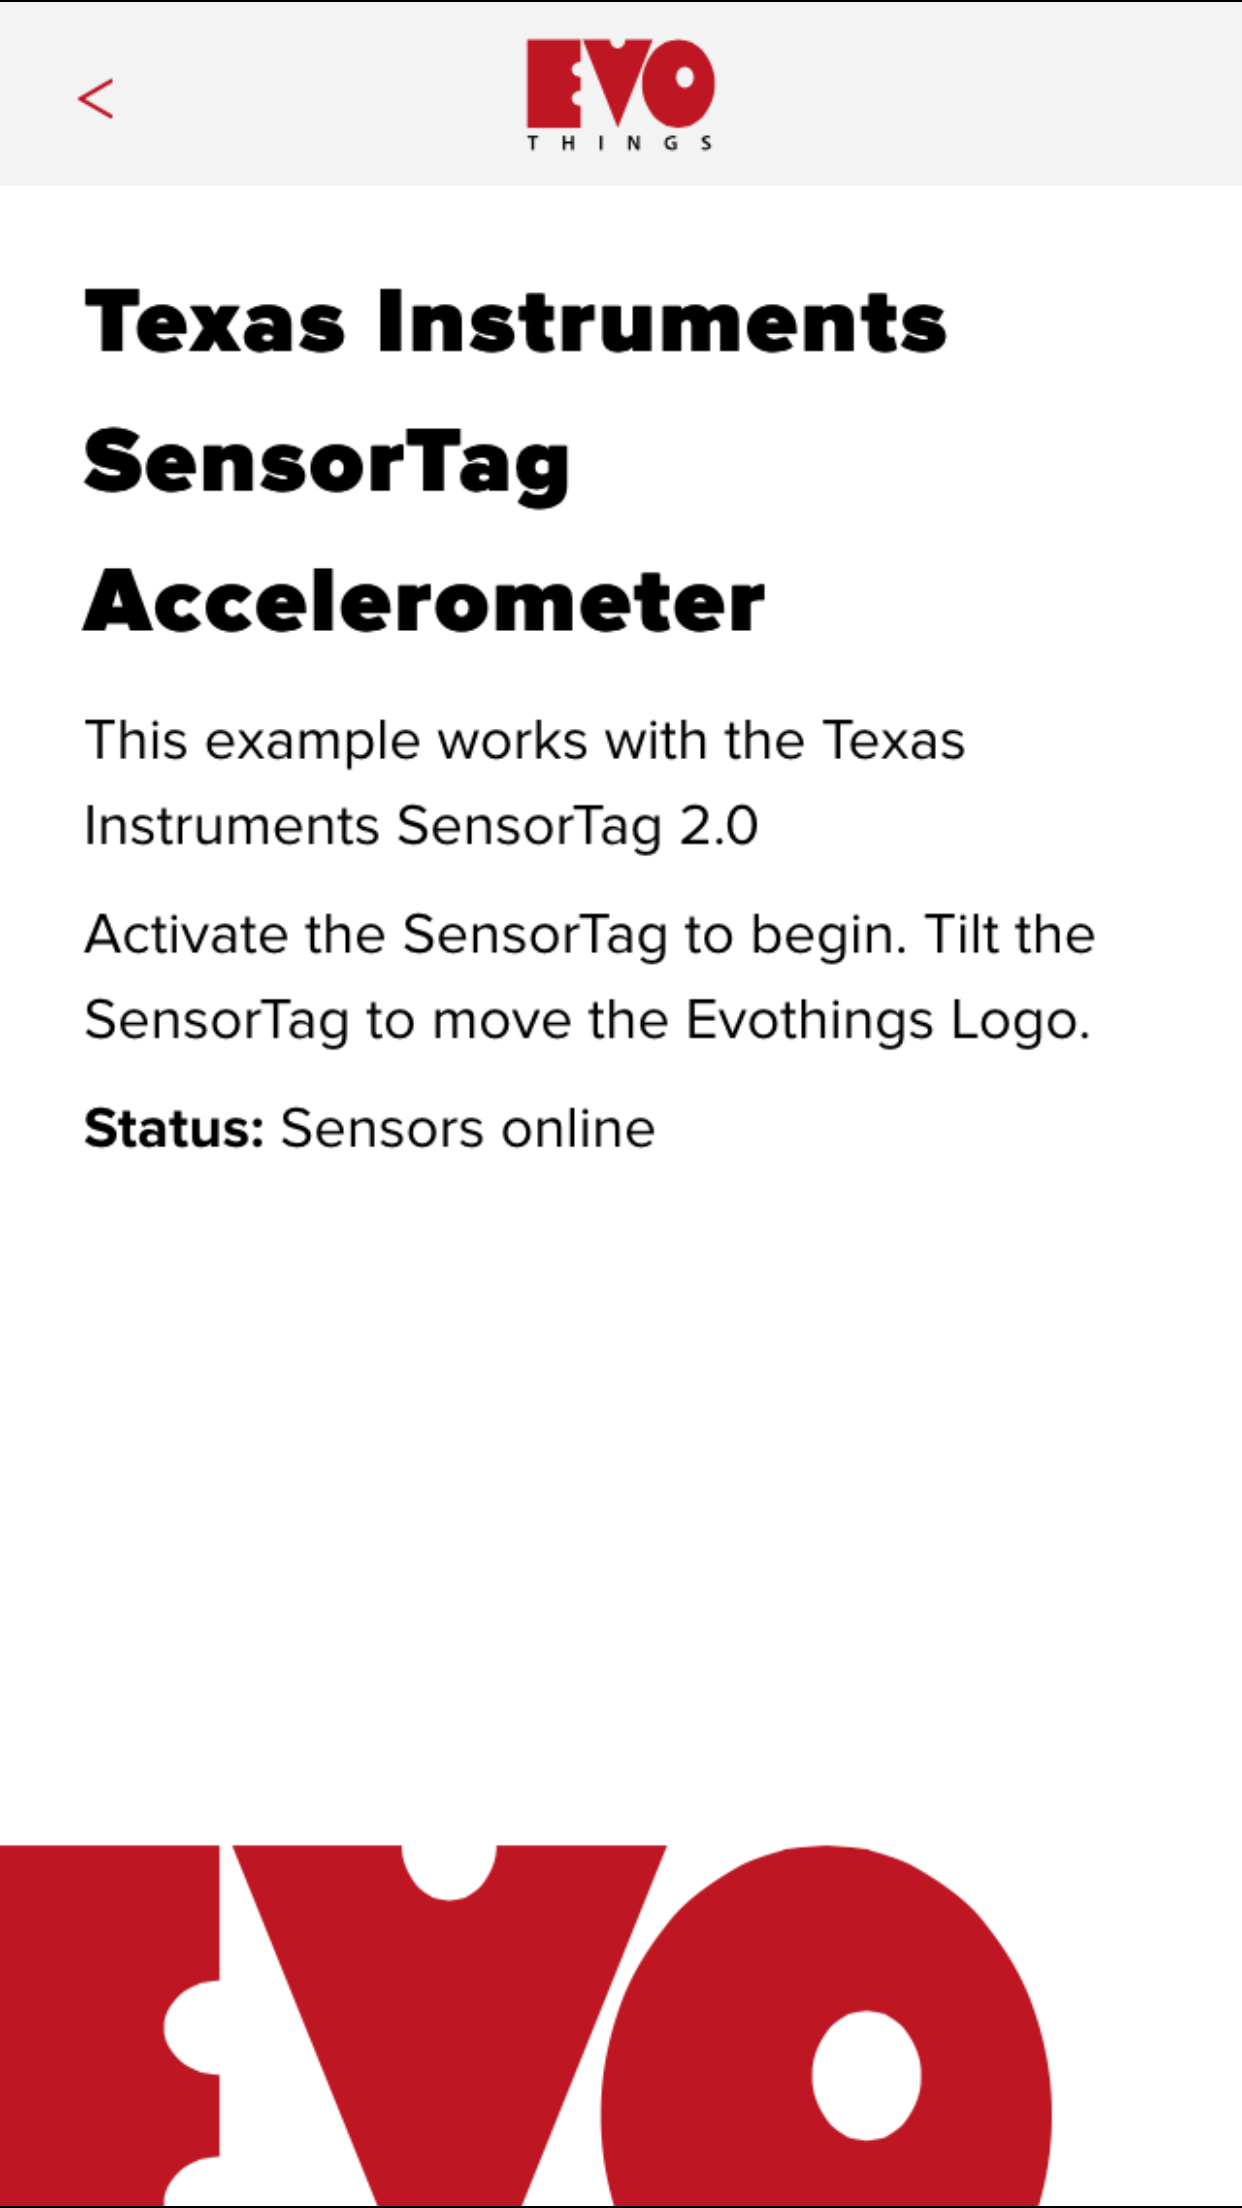 <
EVO
THINGS
Texas Instruments
SensorTag
Accelerometer
This example works with the Texas
Instruments SensorTag 2.0
Activate the SensorTag to begin. Tilt the
SensorTag to move the Evothings Logo.
Status: Sensors online
EVO